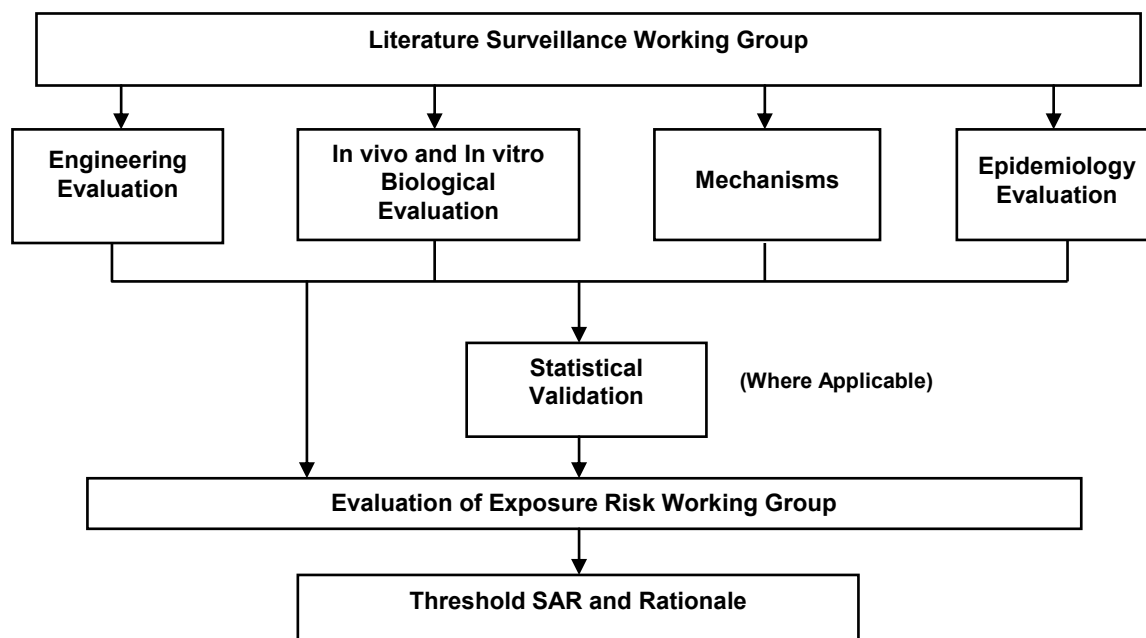 Literature Surveillance Working Group
Engineering
Evaluation
In vivo and In vitro
Biological
Evaluation
Mechanisms
Epidemiology
Evaluation
Statistical
Validation
(Where Applicable)
Evaluation of Exposure Risk Working Group
Threshold SAR and Rationale